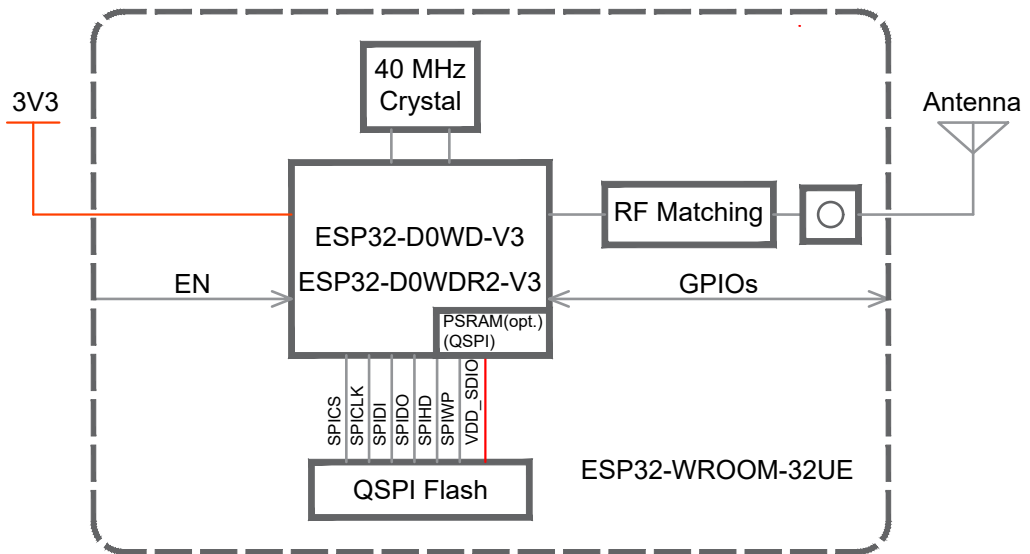 40 MHz
Crystal
3V3
Antenna
RF Matching
ESP32-D0WD-V3
ESP32-D0WDR2-V3
EN
GPIOs
PSRAM(opt.)
(QSPI)
SPICS
SPICLK
SPIDI
SPIDO
SPIHD
SPIWP
VDD_SDIO
ESP32-WROOM-32UE
QSPI Flash